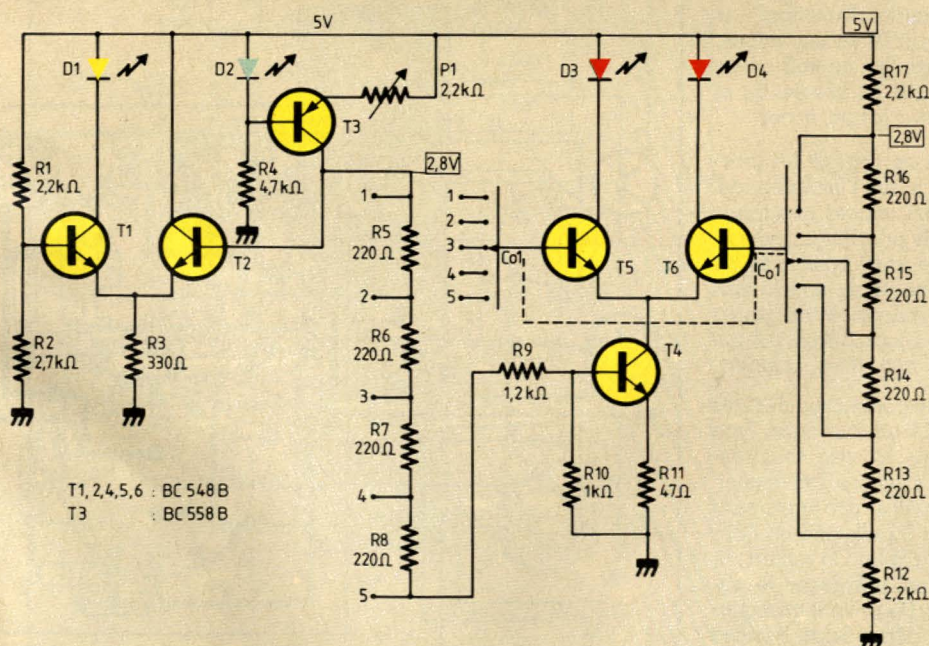 5V
5V
D1
D2
P1
2,2kΩ
D3
D4
R17
2,2 kΩ
T3
2,8V
R1
2,2kΩ
R4
4,7kΩ
2,8V
R16
220Ω
T1
T2
1
R5
220Ω
2
R6
220Ω
3
R7
220Ω
4
R8
220Ω
5
1
2
3
4
5
Co1
T5
T6
Co1
R15
220Ω
R2
2,7kΩ
R3
330Ω
R9
1,2kΩ
T4
R14
220Ω
R10
1kΩ
R11
47Ω
R13
220Ω
R12
2,2kΩ
T1, 2,4,5,6 : BC 548 B
T3 : BC 558 B